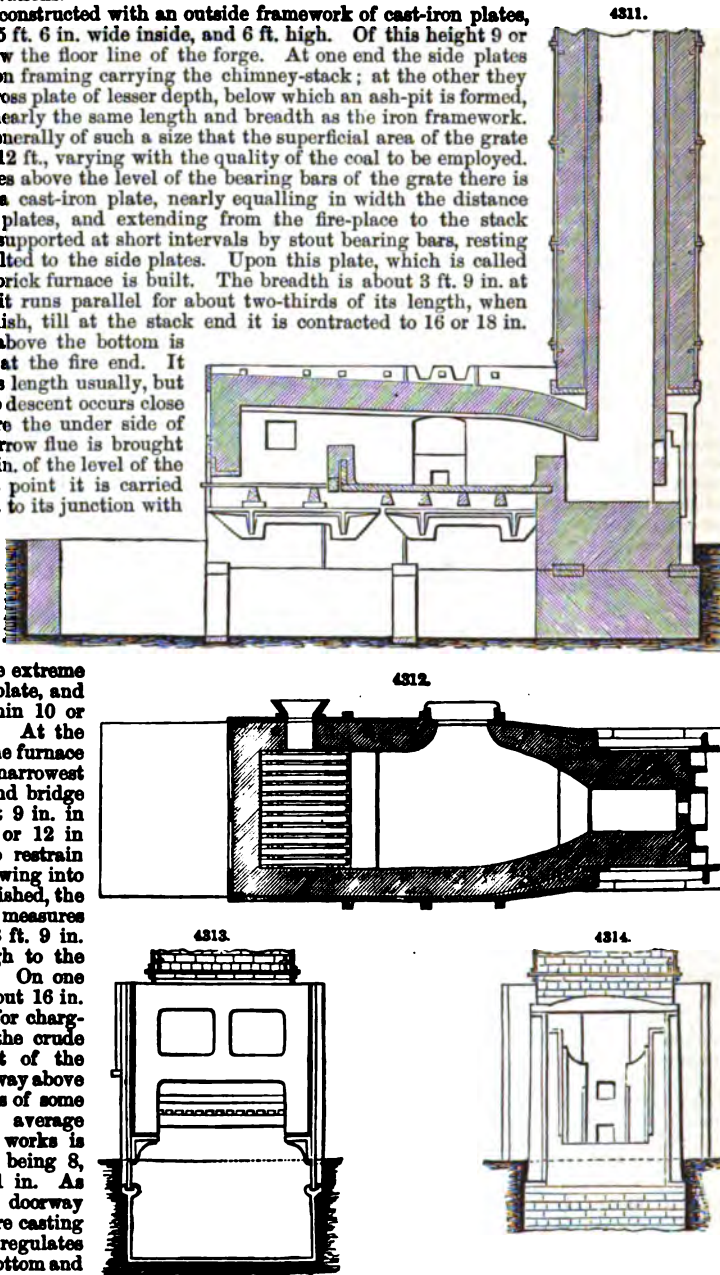 constructed with an outside framework of cast-iron plates,
5 ft. 6 in. wide inside, and 6 ft. high. Of this height 9 or
w the floor line of the forge. At one end the side plates
on framing carrying the chimney-stack; at the other they
oss plate of lesser depth, below which an ash-pit is formed,
nearly the same length and breadth as the iron framework.
nerally of such a size that the superficial area of the grate
12 ft., varying with the quality of the coal to be employed.
es above the level of the bearing bars of the grate there is
a cast-iron plate, nearly equalling in width the distance
plates, and extending from the fire-place to the stack
supported at short intervals by stout bearing bars, resting
lted to the side plates. Upon this plate, which is called
brick furnace is built. The breadth is about 3 ft. 9 in. at
it runs parallel for about two-thirds of its length, when
ish, till at the stack end it is contracted to 16 or 18 in.
above the bottom is
at the fire end. It
s length usually, but
descent occurs close
re the under side of
rrow flue is brought
in. of the level of the
point it is carried
to its junction with
4311.
e extreme
plate, and
hin 10 or
At the
ne furnace
narrowest
nd bridge
9 in. in
or 12 in
o restrain
wing into
ished, the
measures
ft. 9 in.
gh to the
On one
out 16 in.
for charg-
the crude
t of the
way above
s of some
average
works is
being 8,
in. As
doorway
re casting
regulates
ottom and
4312.
4313.
4314.